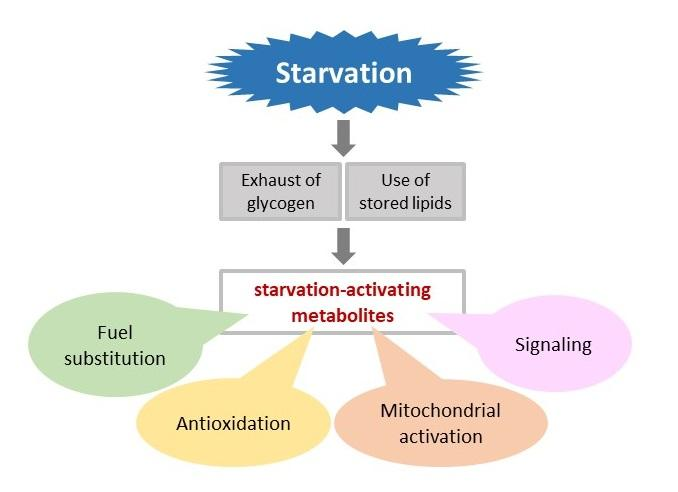 Starvation
Exhaust of
glycogen
Use of
stored lipids
starvation-activating
metabolites
Fuel
substitution
Signaling
Antioxidation
Mitochondrial
activation